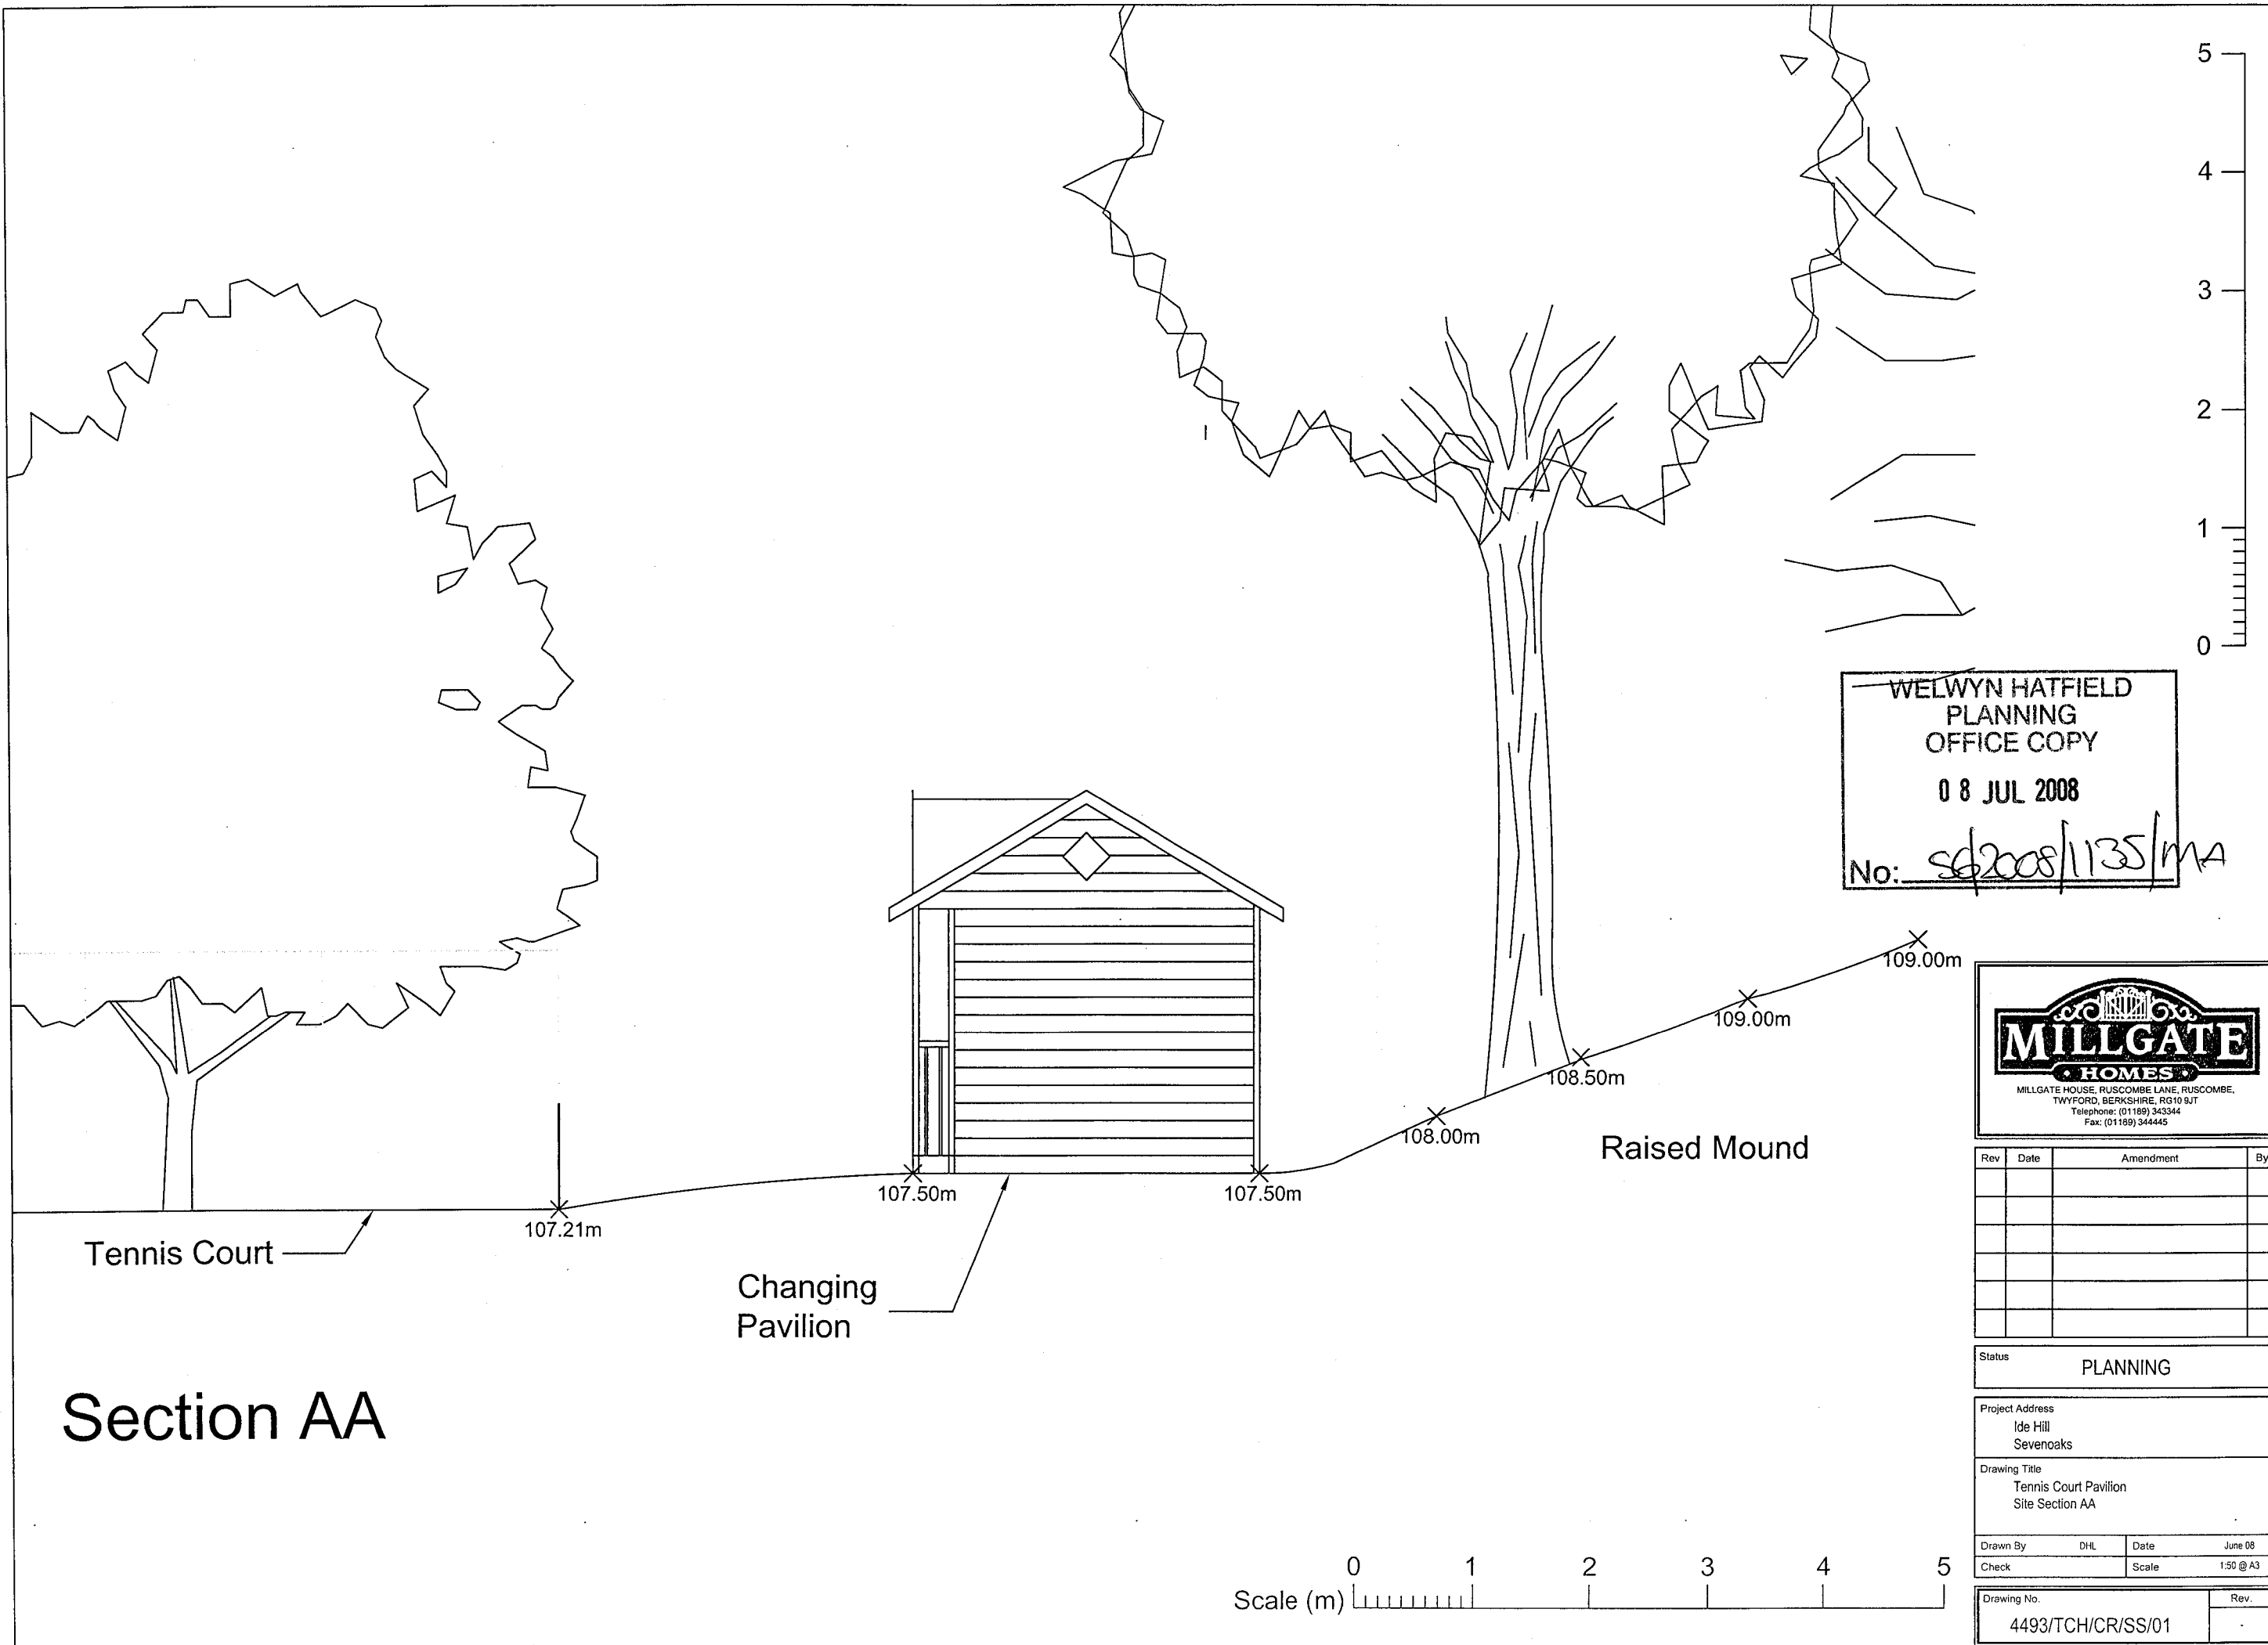 5
4
3
2
1
0
WELWYN HATFIELD
PLANNING
OFFICE COPY
08 JUL 2008
No: S6/2008/1135/MA
109.00m
109.00m
108.50m
108.00m
Raised Mound
107.50m
107.50m
107.21m
Tennis Court
Changing
Pavilion
Section AA
Scale (m)
0 1 2 3 4 5
MILLGATE
HOMES
MILLGATE HOUSE, RUSCOMBE LANE, RUSCOMBE,
TWYFORD, BERKSHIRE, RG10 9JT
Telephone: (01189) 343344
Fax: (01189) 344445
Rev Date Amendment By
Status
PLANNING
Project Address
Ide Hill
Sevenoaks
Drawing Title
Tennis Court Pavilion
Site Section AA
Drawn By DHL Date June 08
Check Scale 1:50 @ A3
Drawing No. Rev.
4493/TCH/CR/SS/01 -